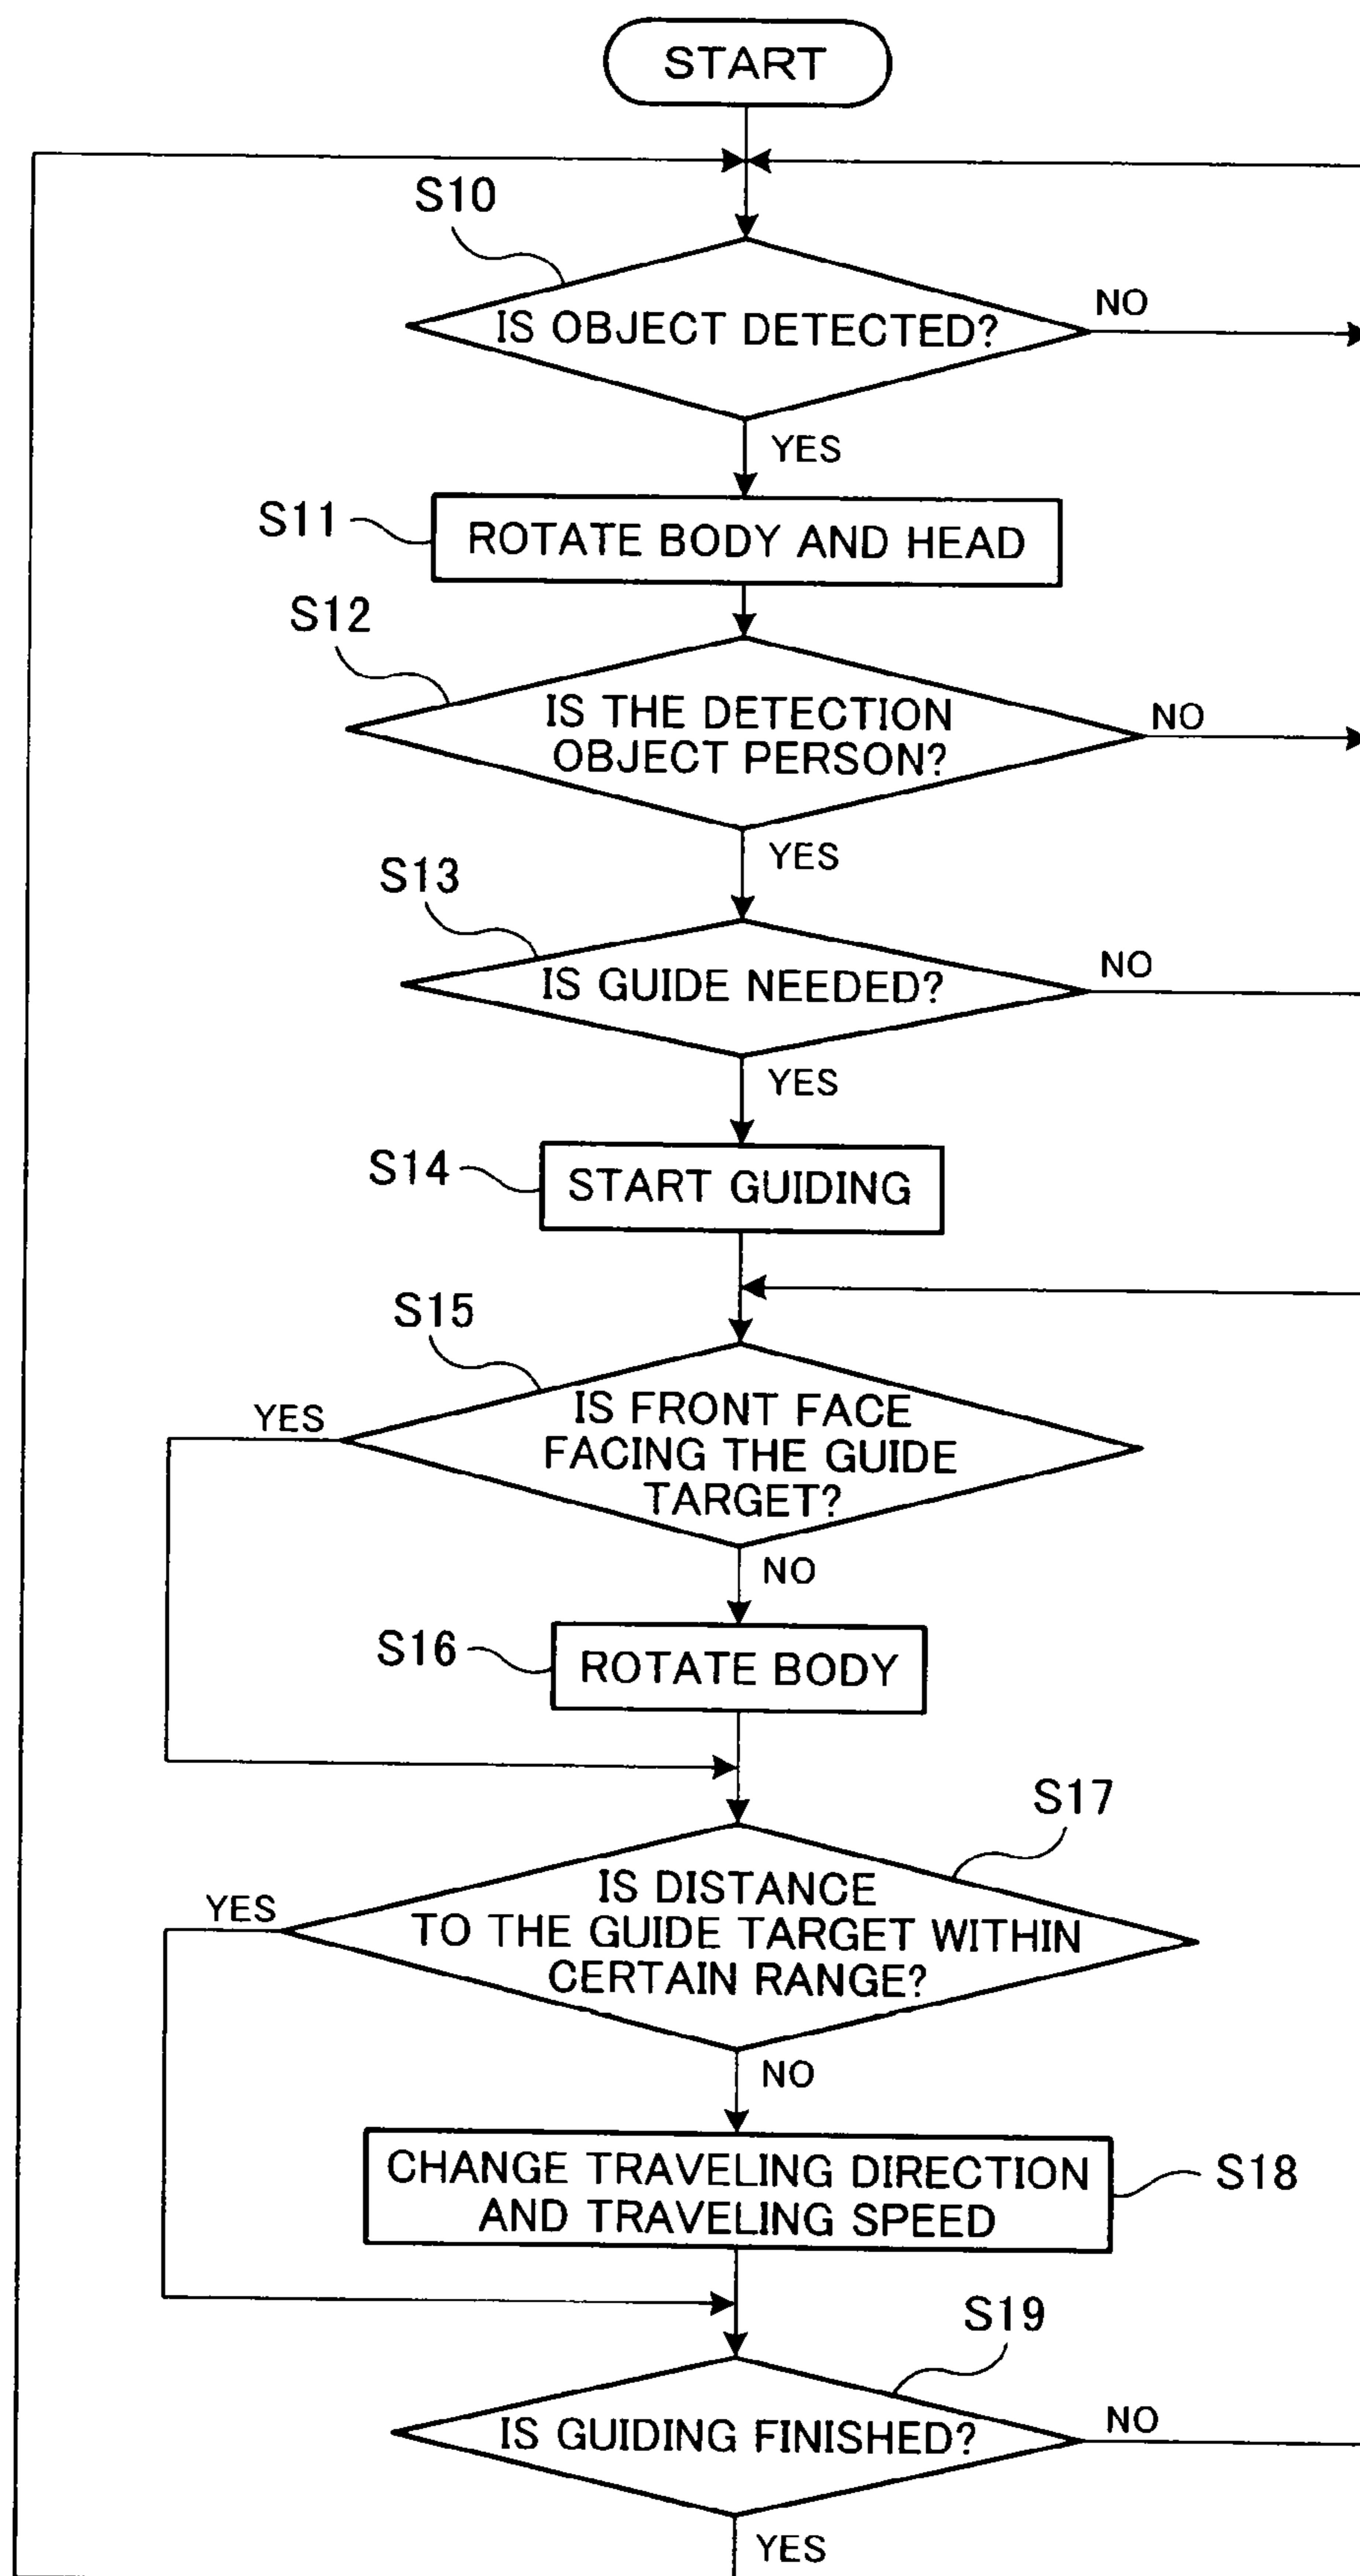 START
S10
IS OBJECT DETECTED?
NO
YES
S11
ROTATE BODY AND HEAD
S12
IS THE DETECTION
OBJECT PERSON?
NO
YES
S13
IS GUIDE NEEDED?
NO
YES
S14
START GUIDING
S15
YES
IS FRONT FACE
FACING THE GUIDE
TARGET?
NO
S16
ROTATE BODY
S17
YES
IS DISTANCE
TO THE GUIDE TARGET WITHIN
CERTAIN RANGE?
NO
CHANGE TRAVELING DIRECTION
AND TRAVELING SPEED
S18
S19
IS GUIDING FINISHED?
NO
YES